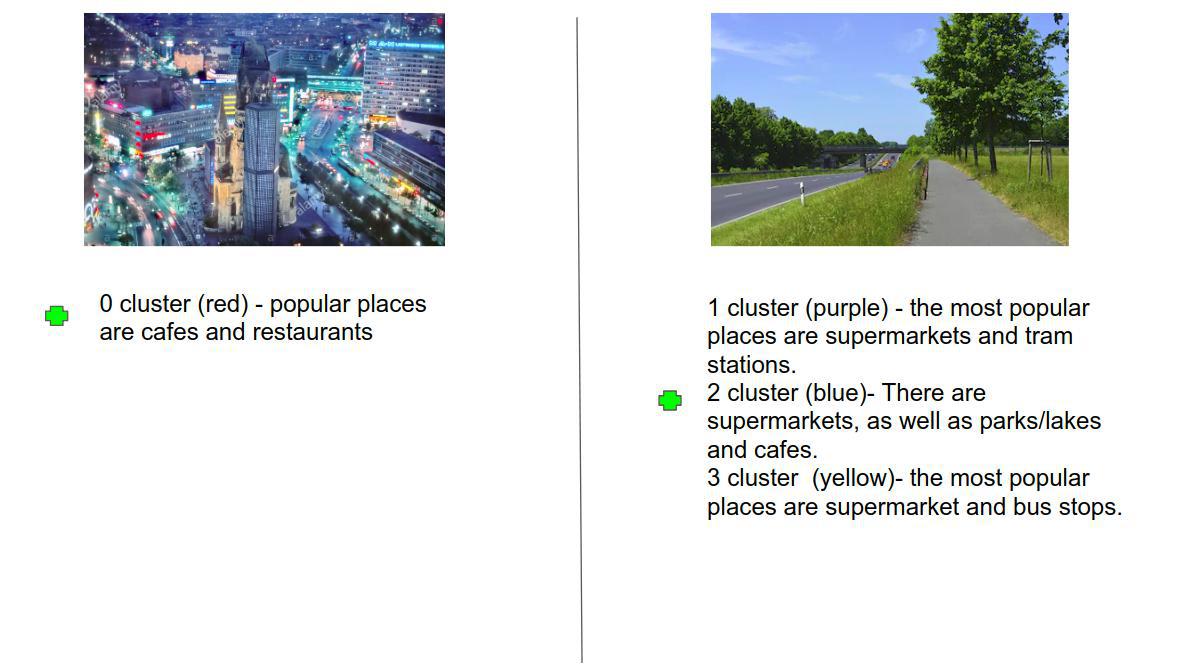 0 cluster (red) - popular places
are cafes and restaurants
1 cluster (purple) - the most popular
places are supermarkets and tram
stations.
2 cluster (blue)- There are
supermarkets, as well as parks/lakes
and cafes.
3 cluster  (yellow)- the most popular
places are supermarket and bus stops.